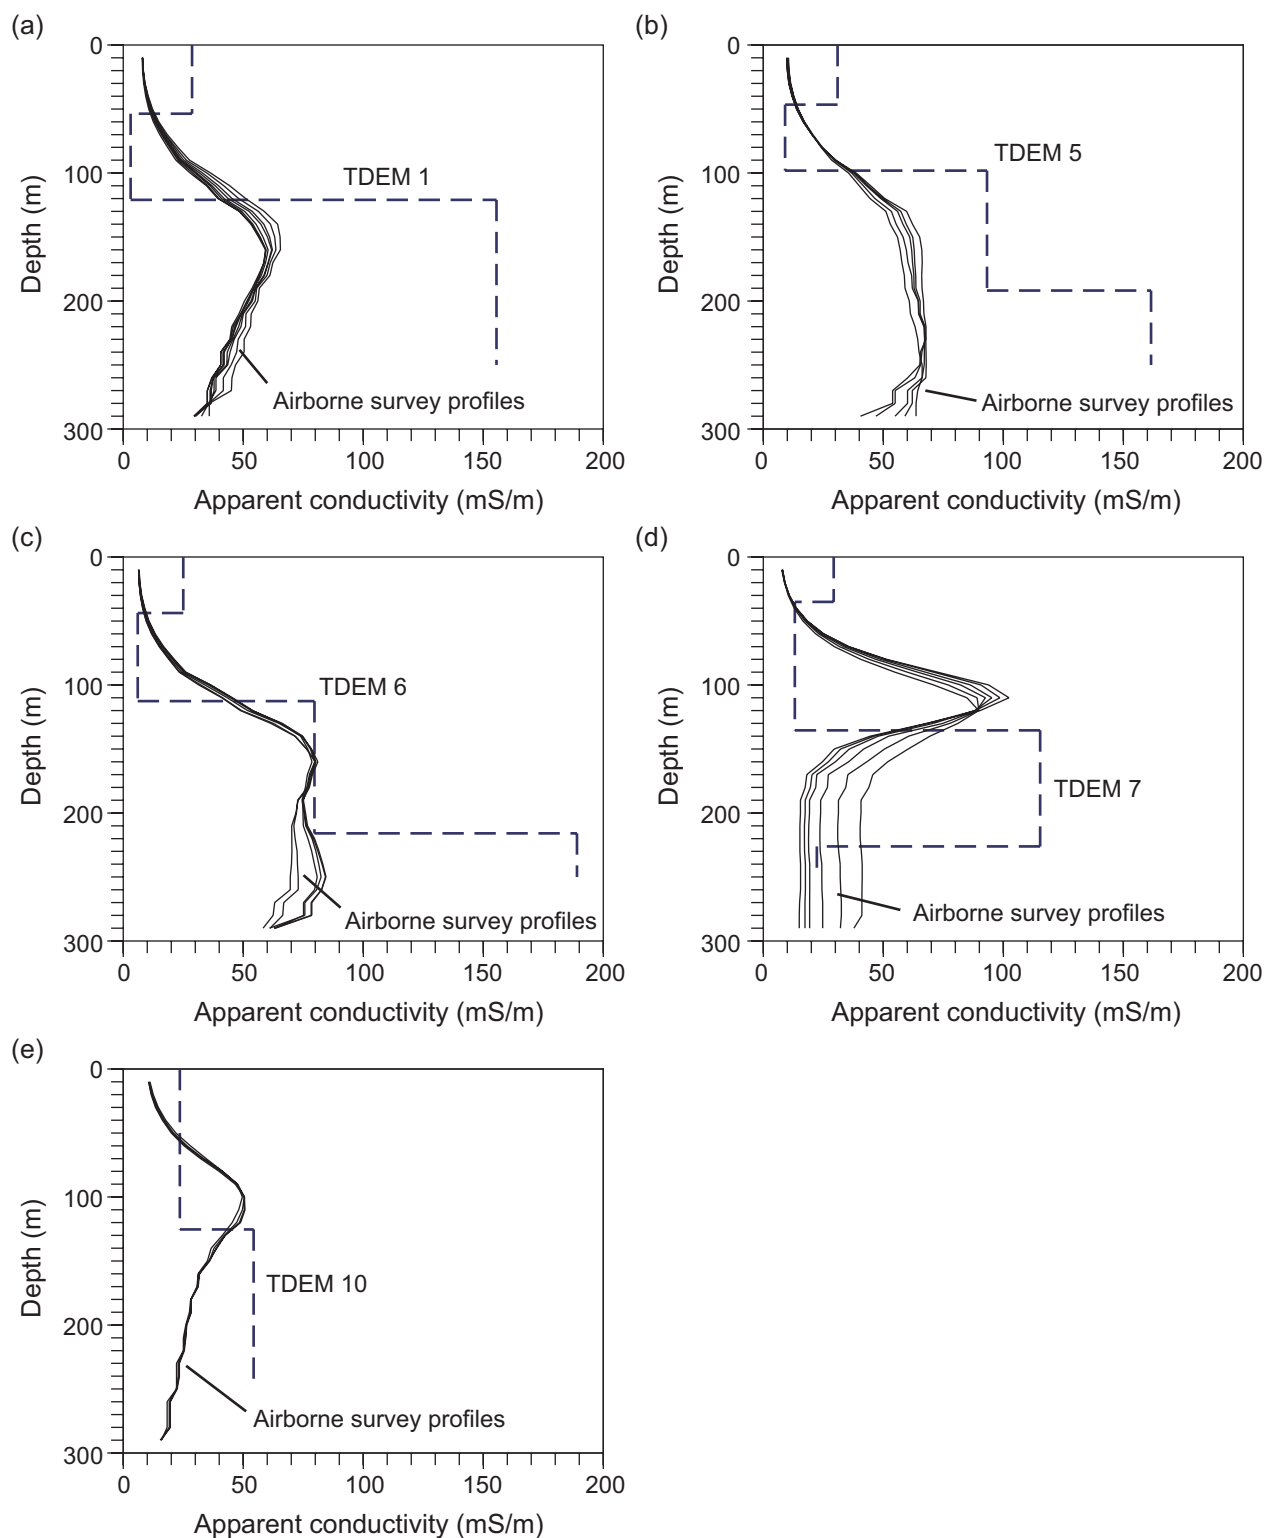 (a)
0
100
200
300
Depth (m)
TDEM 1
Airborne survey profiles
0 50 100 150 200
Apparent conductivity (mS/m)
(b)
0
100
200
300
Depth (m)
TDEM 5
Airborne survey profiles
0 50 100 150 200
Apparent conductivity (mS/m)
(c)
0
100
200
300
Depth (m)
TDEM 6
Airborne survey profiles
0 50 100 150 200
Apparent conductivity (mS/m)
(d)
0
100
200
300
Depth (m)
TDEM 7
Airborne survey profiles
0 50 100 150 200
Apparent conductivity (mS/m)
(e)
0
100
200
300
Depth (m)
TDEM 10
Airborne survey profiles
0 50 100 150 200
Apparent conductivity (mS/m)